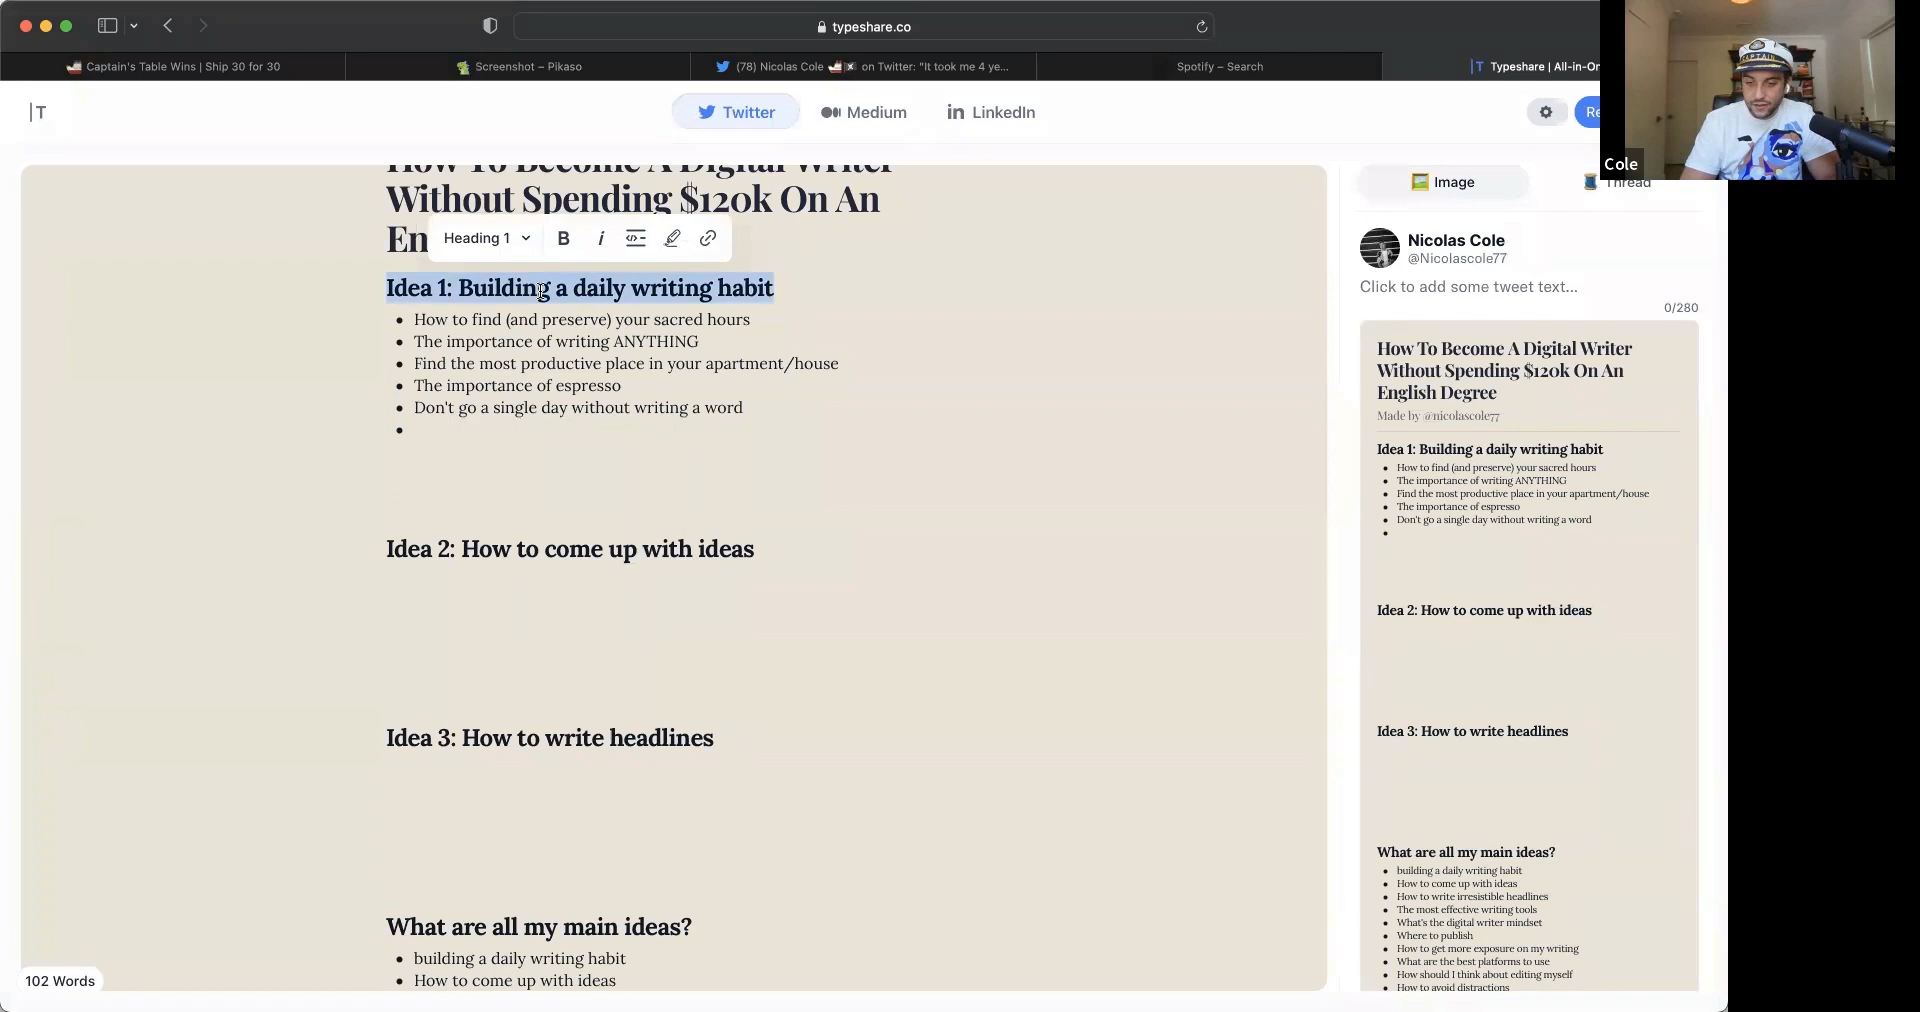 typeshare.co
Captain's Table Wins | Ship 30 for 30
Screenshot – Pikaso
(78) Nicolas Cole on Twitter: "It took me 4 ye...
Spotify – Search
Typeshare | All-in-On
|T
Twitter
Medium
LinkedIn
Re
Cole
How To Become A Digital Writer
Without Spending $120k On An
En
Heading 1
B
i
Idea 1: Building a daily writing habit
How to find (and preserve) your sacred hours
The importance of writing ANYTHING
Find the most productive place in your apartment/house
The importance of espresso
Don't go a single day without writing a word
Idea 2: How to come up with ideas
Idea 3: How to write headlines
What are all my main ideas?
building a daily writing habit
How to come up with ideas
102 Words
Image
Thread
Nicolas Cole
@Nicolascole77
Click to add some tweet text...
0/280
How To Become A Digital Writer
Without Spending $120k On An
English Degree
Made by @nicolascole77
Idea 1: Building a daily writing habit
How to find (and preserve) your sacred hours
The importance of writing ANYTHING
Find the most productive place in your apartment/house
The importance of espresso
Don't go a single day without writing a word
Idea 2: How to come up with ideas
Idea 3: How to write headlines
What are all my main ideas?
building a daily writing habit
How to come up with ideas
How to write irresistible headlines
The most effective writing tools
What's the digital writer mindset
Where to publish
How to get more exposure on my writing
What are the best platforms to use
How should I think about editing myself
How to avoid distractions